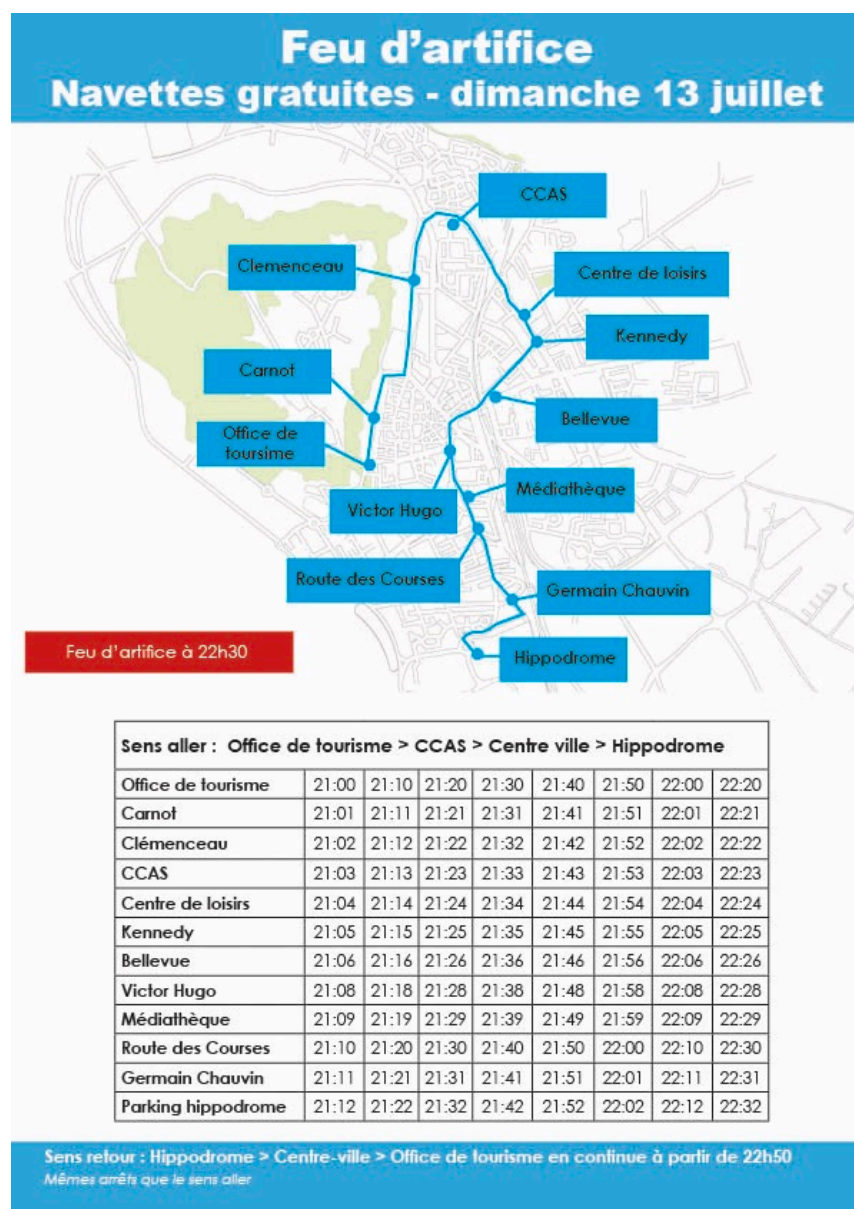 Feu d'artifice
Navettes gratuites - dimanche 13 juillet
CCAS
Clemenceau
Centre de loisirs
Kennedy
Carnot
Bellevue
Office de
toursime
Médiathèque
Victor Hugo
Route des Courses
Germain Chauvin
Feu d'artifice à 22h30
Hippodrome
Sens aller : Office de tourisme > CCAS > Centre ville > Hippodrome
Office de tourisme 21:00 21:10 21:20 21:30 21:40 21:50 22:00 22:20
Carnot 21:01 21:11 21:21 21:31 21:41 21:51 22:01 22:21
Clémenceau 21:02 21:12 21:22 21:32 21:42 21:52 22:02 22:22
CCAS 21:03 21:13 21:23 21:33 21:43 21:53 22:03 22:23
Centre de loisirs 21:04 21:14 21:24 21:34 21:44 21:54 22:04 22:24
Kennedy 21:05 21:15 21:25 21:35 21:45 21:55 22:05 22:25
Bellevue 21:06 21:16 21:26 21:36 21:46 21:56 22:06 22:26
Victor Hugo 21:08 21:18 21:28 21:38 21:48 21:58 22:08 22:28
Médiathèque 21:09 21:19 21:29 21:39 21:49 21:59 22:09 22:29
Route des Courses 21:10 21:20 21:30 21:40 21:50 22:00 22:10 22:30
Germain Chauvin 21:11 21:21 21:31 21:41 21:51 22:01 22:11 22:31
Parking hippodrome 21:12 21:22 21:32 21:42 21:52 22:02 22:12 22:32
Sens retour : Hippodrome > Centre-ville > Office de tourisme en continue à partir de 22h50
Mêmes arrêts que le sens aller